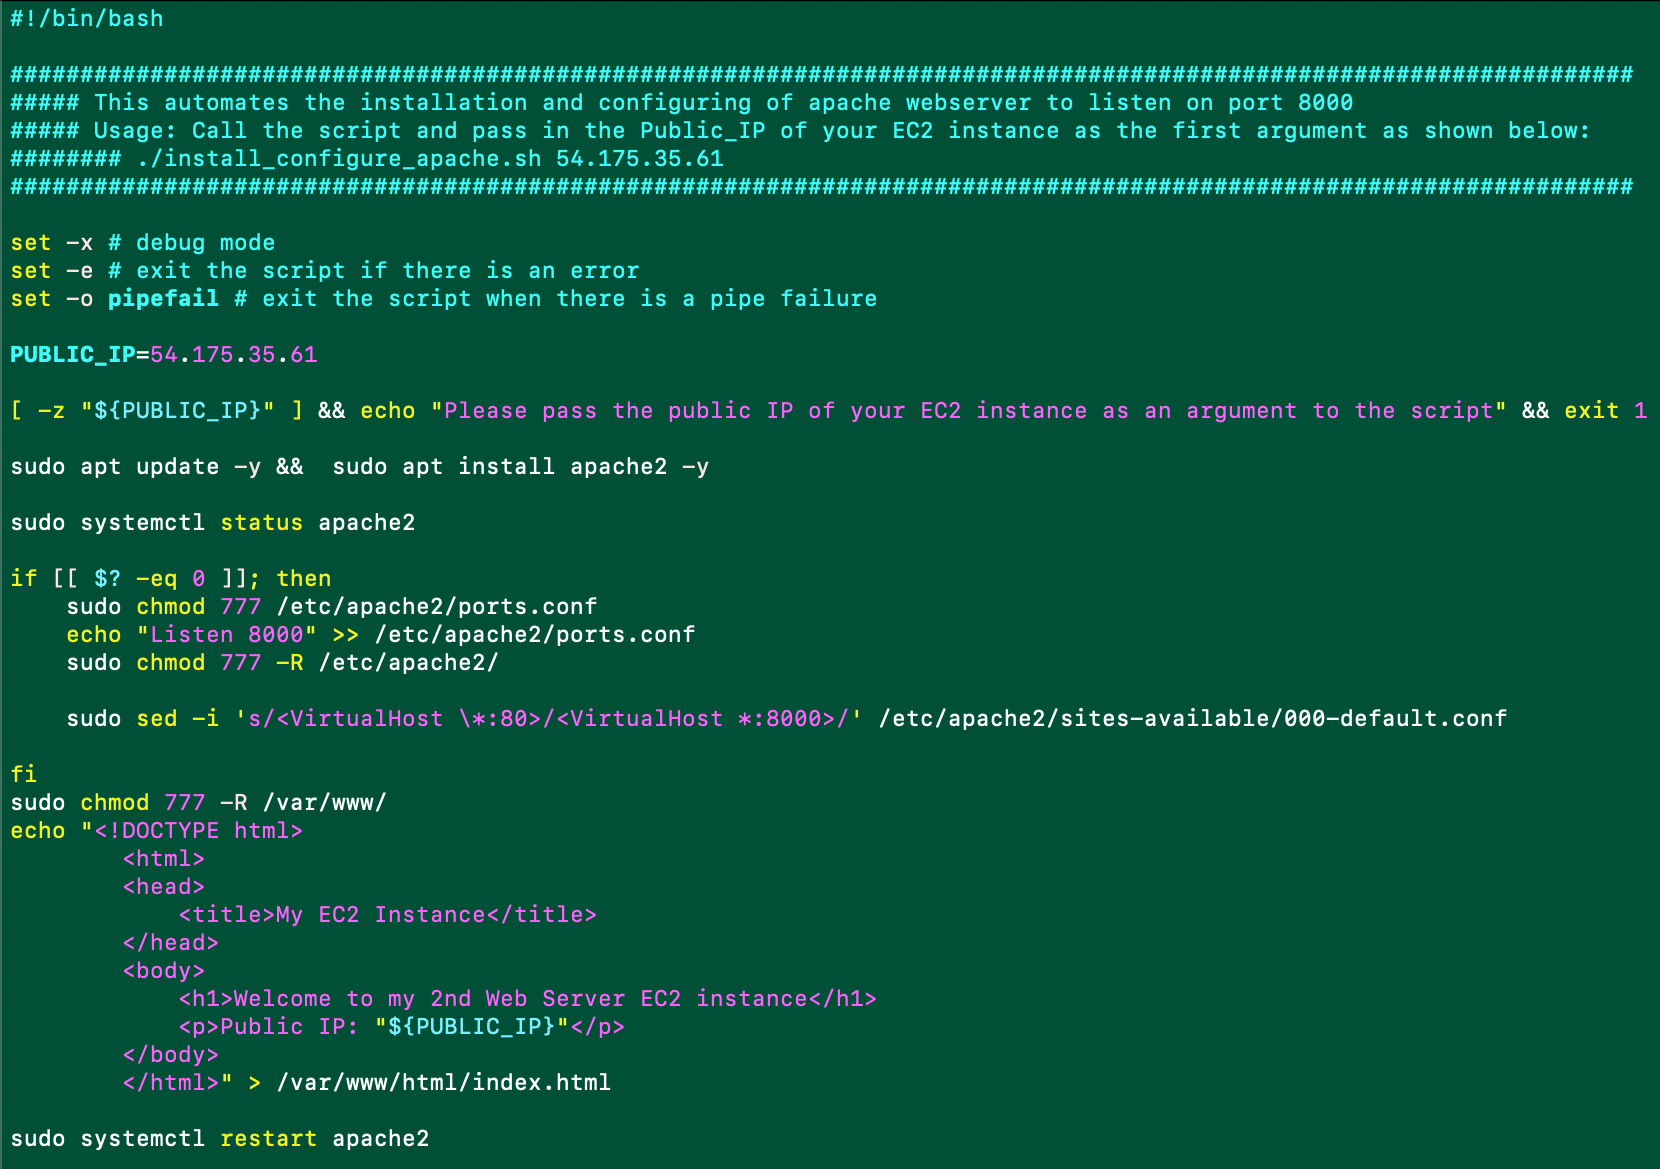 #!/bin/bash
####################################################################################################################
##### This automates the installation and configuring of apache webserver to listen on port 8000
##### Usage: Call the script and pass in the Public_IP of your EC2 instance as the first argument as shown below:
######## ./install_configure_apache.sh 54.175.35.61
####################################################################################################################
set -x # debug mode
set -e # exit the script if there is an error
set -o pipefail # exit the script when there is a pipe failure
PUBLIC_IP=54.175.35.61
[ -z "${PUBLIC_IP}" ] && echo "Please pass the public IP of your EC2 instance as an argument to the script" && exit 1
sudo apt update -y &&  sudo apt install apache2 -y
sudo systemctl status apache2
if [[ $? -eq 0 ]]; then
    sudo chmod 777 /etc/apache2/ports.conf
    echo "Listen 8000" >> /etc/apache2/ports.conf
    sudo chmod 777 -R /etc/apache2/
    sudo sed -i 's/<VirtualHost \*:80>/<VirtualHost *:8000>/' /etc/apache2/sites-available/000-default.conf
fi
sudo chmod 777 -R /var/www/
echo "<!DOCTYPE html>
        <html>
        <head>
            <title>My EC2 Instance</title>
        </head>
        <body>
            <h1>Welcome to my 2nd Web Server EC2 instance</h1>
            <p>Public IP: "${PUBLIC_IP}"</p>
        </body>
        </html>" > /var/www/html/index.html
sudo systemctl restart apache2